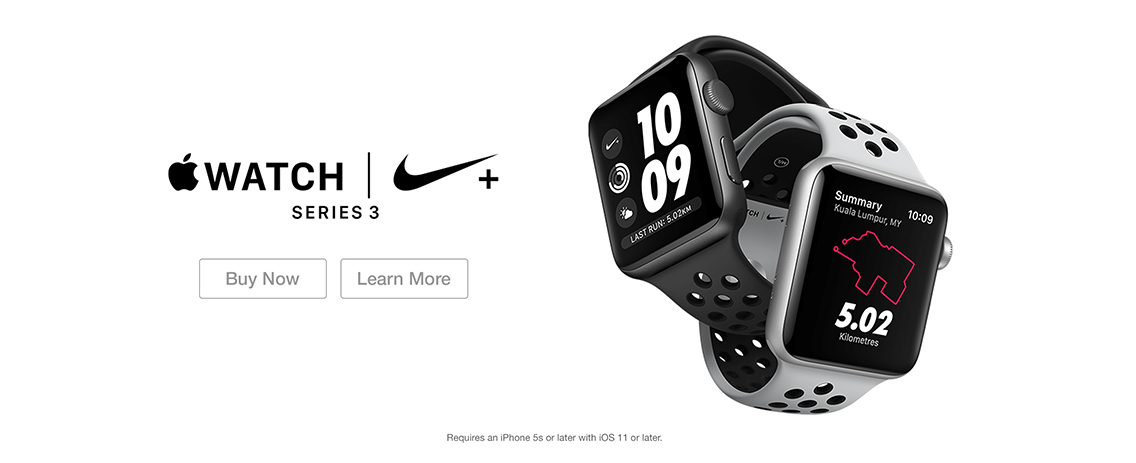 WATCH
+
SERIES 3
Buy Now
Learn More
10
09
LAST RUN: 5.02KM
Summary
10:09
Kuala Lumpur, MY
5.02
Kilometres
Requires an iPhone 5s or later with iOS 11 or later.